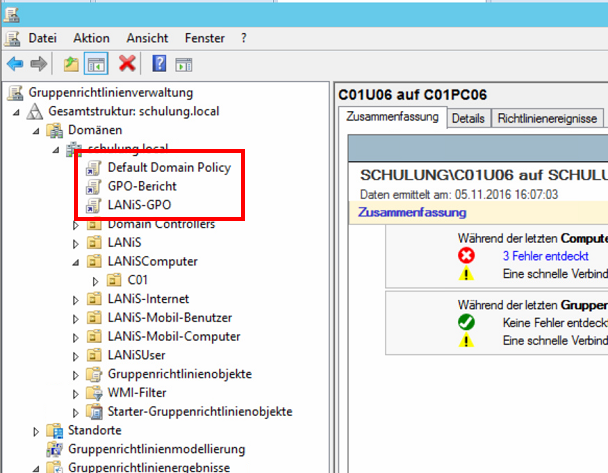 Datei Aktion Ansicht Fenster ?
Gruppenrichtlinienverwaltung
Gesamtstruktur: schulung.local
Domänen
schulung.local
Default Domain Policy
GPO-Bericht
LANiS-GPO
Domain Controllers
LANiS
LANiSComputer
C01
LANiS-Internet
LANiS-Mobil-Benutzer
LANiS-Mobil-Computer
LANiSUser
Gruppenrichtlinienobjekte
WMI-Filter
Starter-Gruppenrichtlinienobjekte
Standorte
Gruppenrichtlinienmodellierung
Gruppenrichtlinienergebnisse
C01U06 auf C01PC06
Zusammenfassung Details Richtlinienereignisse
SCHULUNG\C01U06 auf SCHUL
Daten ermittelt am: 05.11.2016 16:07:03
Zusammenfassung
Während der letzten Compute
3 Fehler entdeckt
Eine schnelle Verbind
Während der letzten Gruppen
Keine Fehler entdeckt
Eine schnelle Verbind